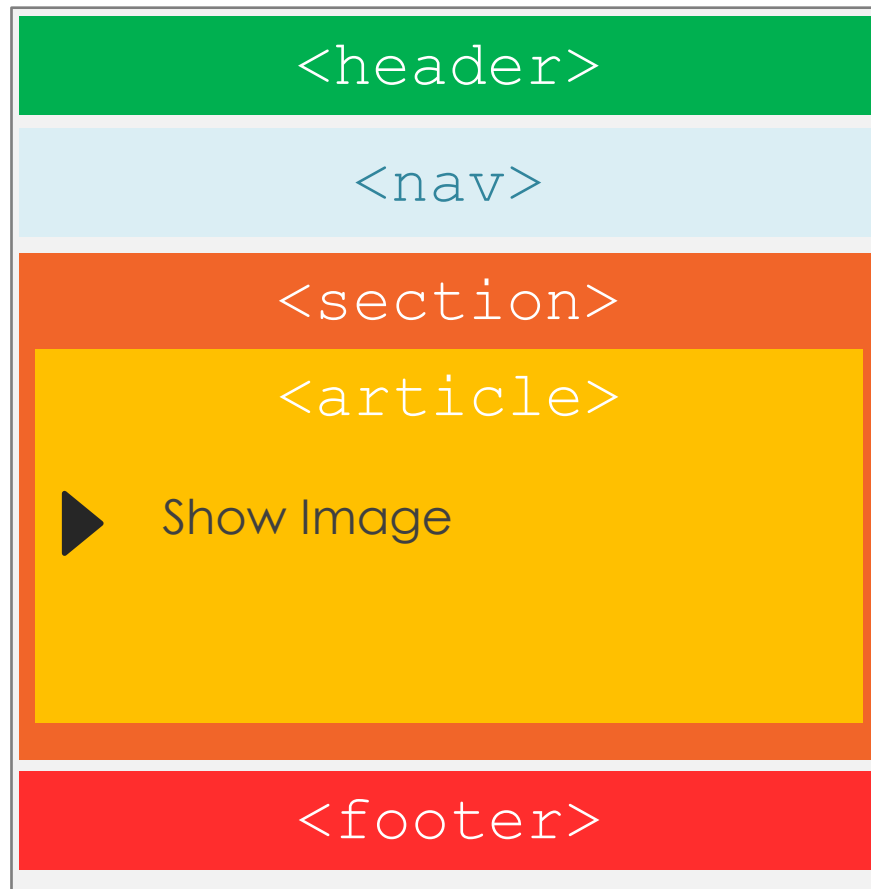 <header>
<nav>
<section>
<article>
Show Image
<footer>